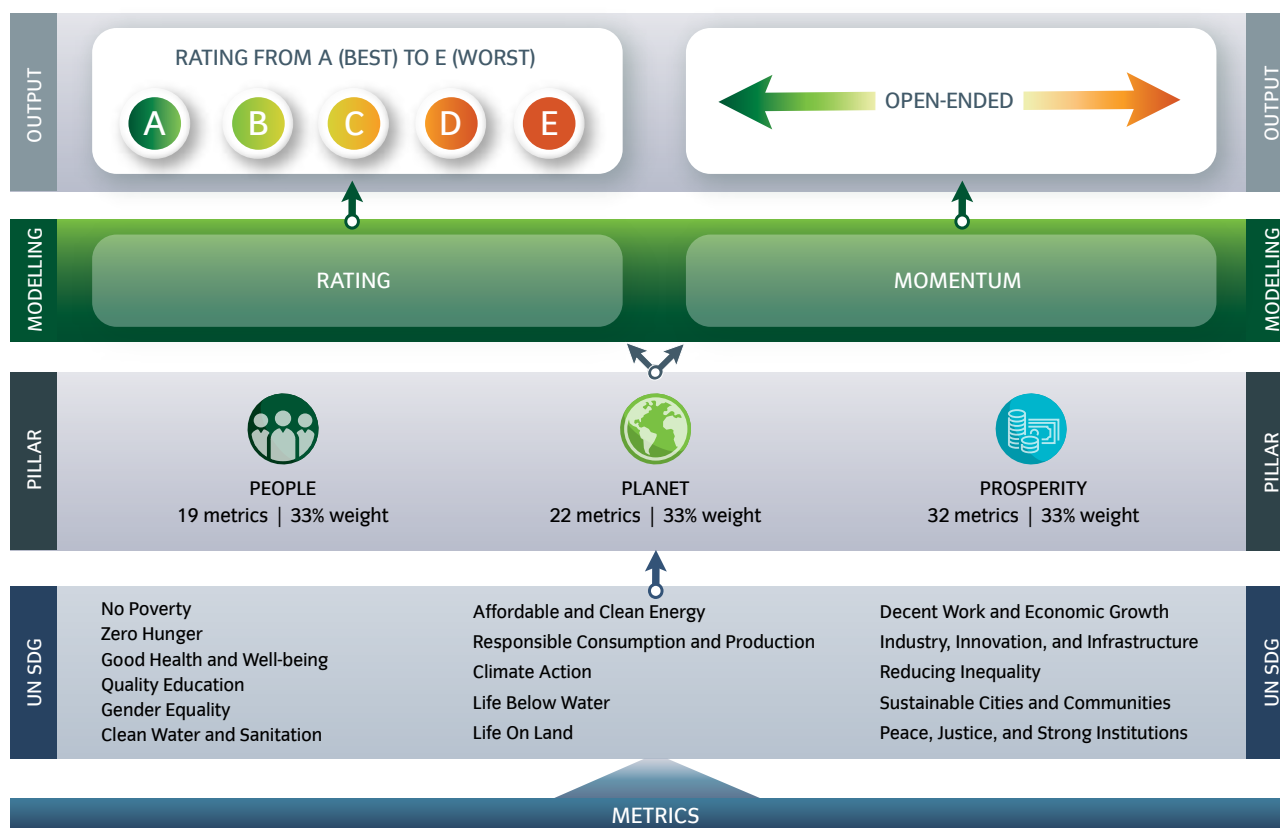 OUTPUT
RATING FROM A (BEST) TO E (WORST)
A B C D E
OPEN-ENDED
OUTPUT
MODELLING
RATING
MOMENTUM
MODELLING
PILLAR
PEOPLE
19 metrics | 33% weight
PLANET
22 metrics | 33% weight
PROSPERITY
32 metrics | 33% weight
PILLAR
UN SDG
No Poverty
Zero Hunger
Good Health and Well-being
Quality Education
Gender Equality
Clean Water and Sanitation
Affordable and Clean Energy
Responsible Consumption and Production
Climate Action
Life Below Water
Life On Land
Decent Work and Economic Growth
Industry, Innovation, and Infrastructure
Reducing Inequality
Sustainable Cities and Communities
Peace, Justice, and Strong Institutions
UN SDG
METRICS